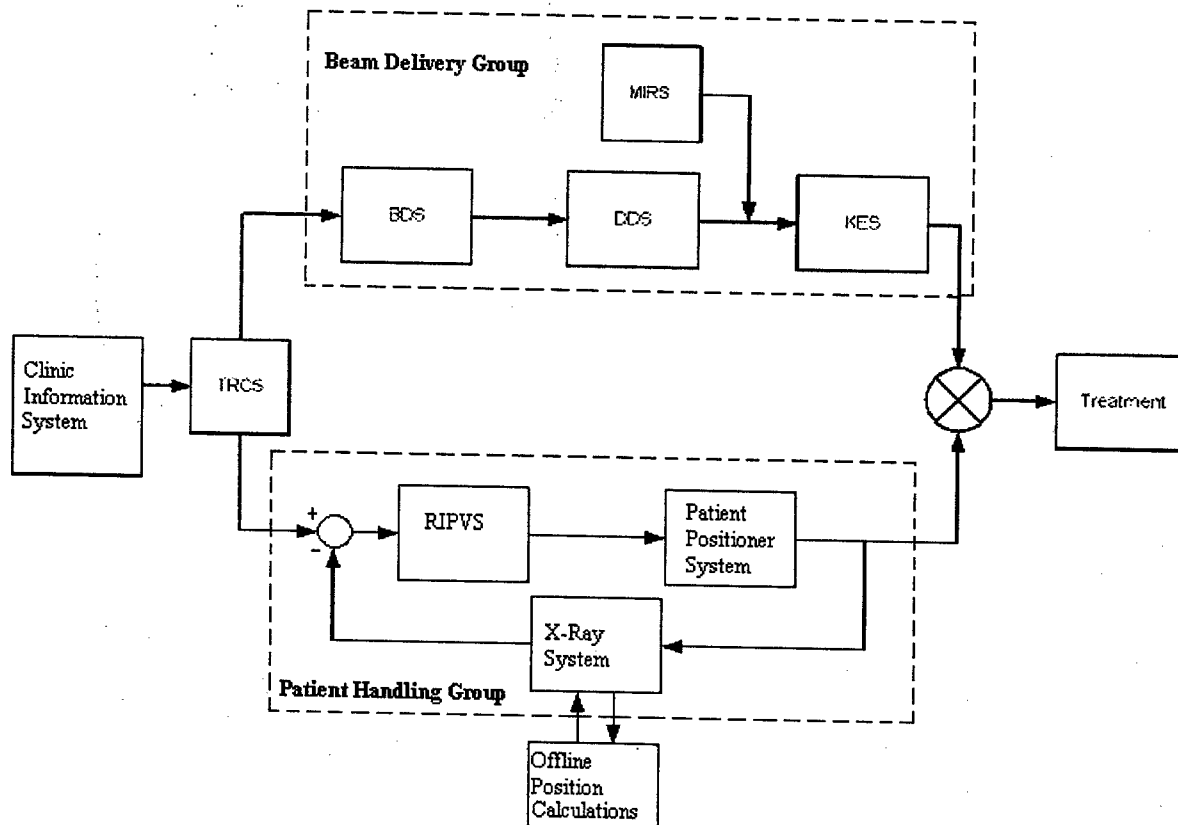 Beam Delivery Group
MIRS
BDS
DDS
KES
Clinic
Information
System
TRCS
Treatment
+
-
RIPVS
Patient
Positioner
System
X-Ray
System
Patient Handling Group
Offline
Position
Calculations